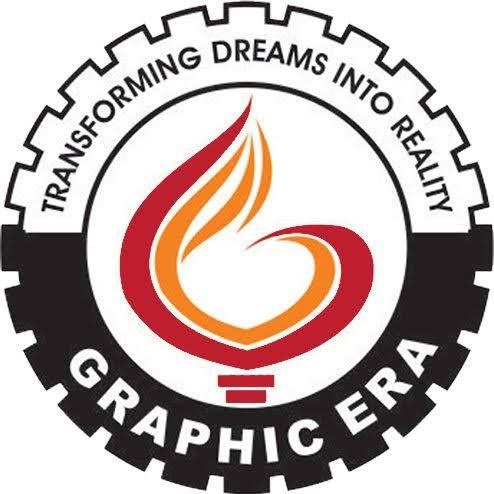 TRANSFORMING DREAMS INTO REALITY
GRAPHIC ERA